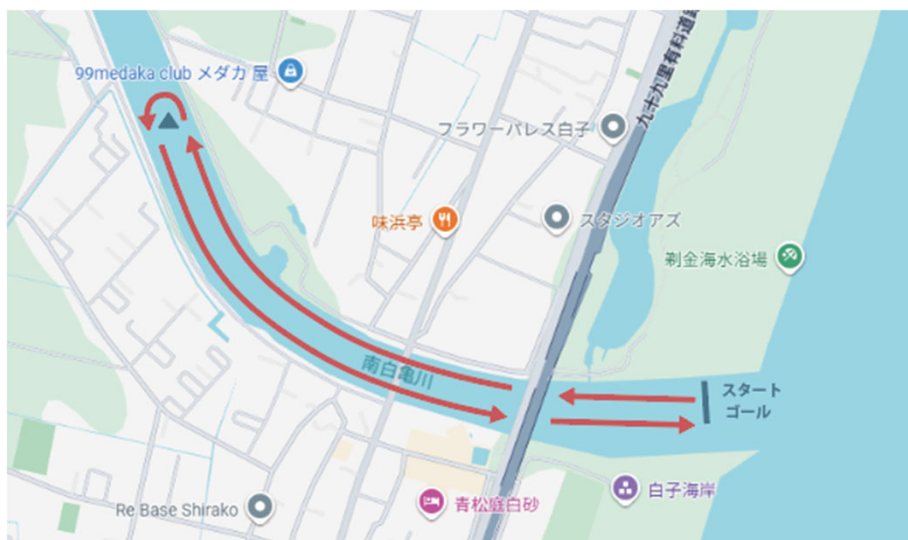 99medaka club メダカ 屋
九十九里有料道路
フラワーパレス白子
味浜亭
スタジオアズ
剃金海水浴場
南白亀川
スタート
ゴール
白子海岸
青松庭白砂
Re Base Shirako